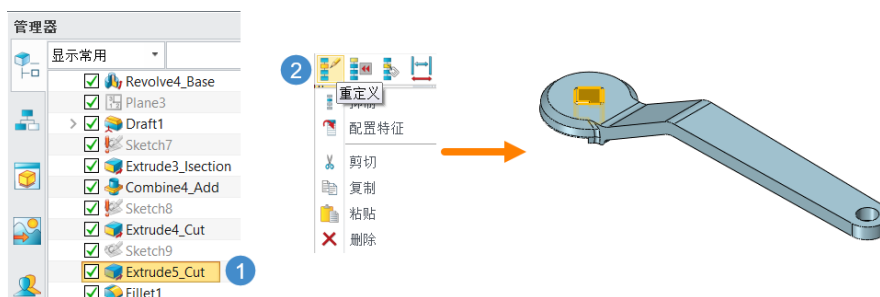 管理器
显示常用
Revolve4_Base
Plane3
Draft1
Sketch7
Extrude3_Isection
Combine4_Add
Sketch8
Extrude4_Cut
Sketch9
Extrude5_Cut
1
Fillet1
2
重定义
配置特征
剪切
复制
粘贴
删除